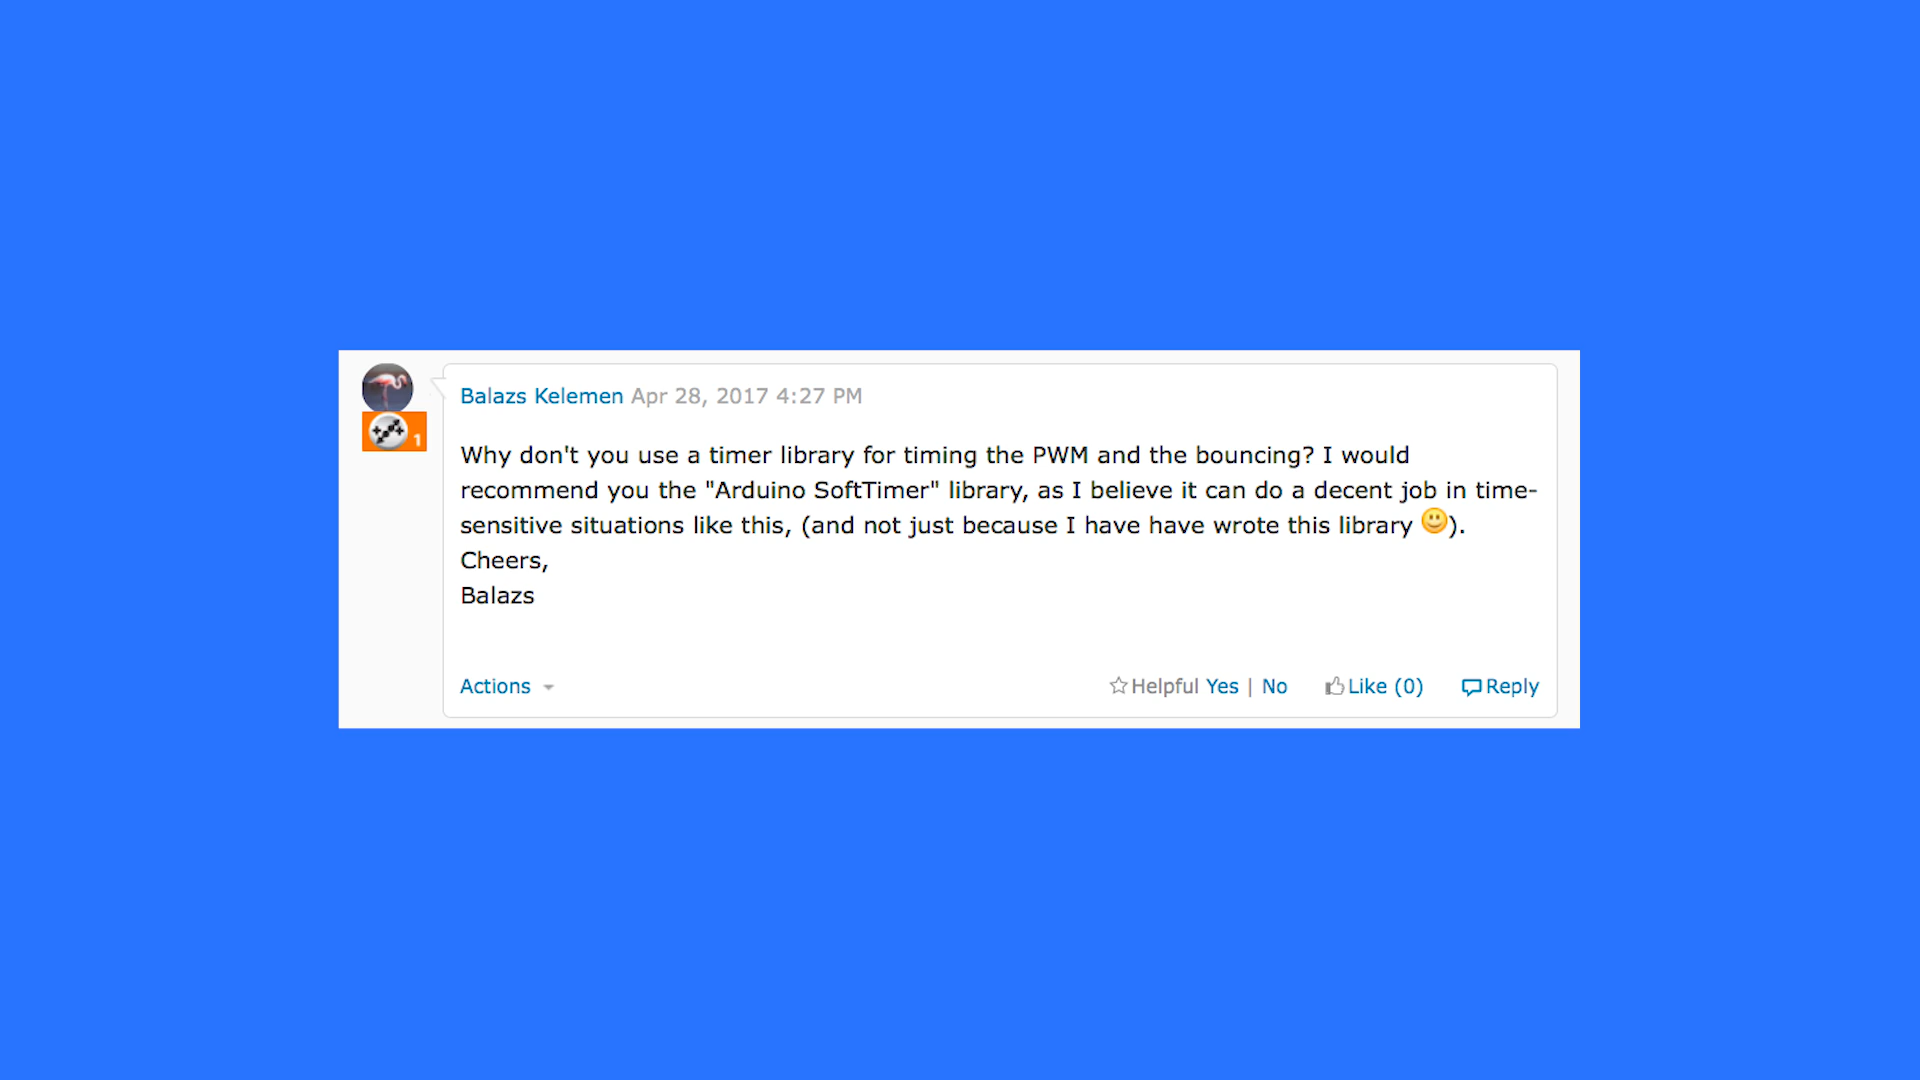 Balazs Kelemen Apr 28, 2017 4:27 PM
1
Why don't you use a timer library for timing the PWM and the bouncing? I would
recommend you the "Arduino SoftTimer" library, as I believe it can do a decent job in time-
sensitive situations like this, (and not just because I have have wrote this library 🙂).
Cheers,
Balazs
Actions Helpful Yes | No Like (0) Reply